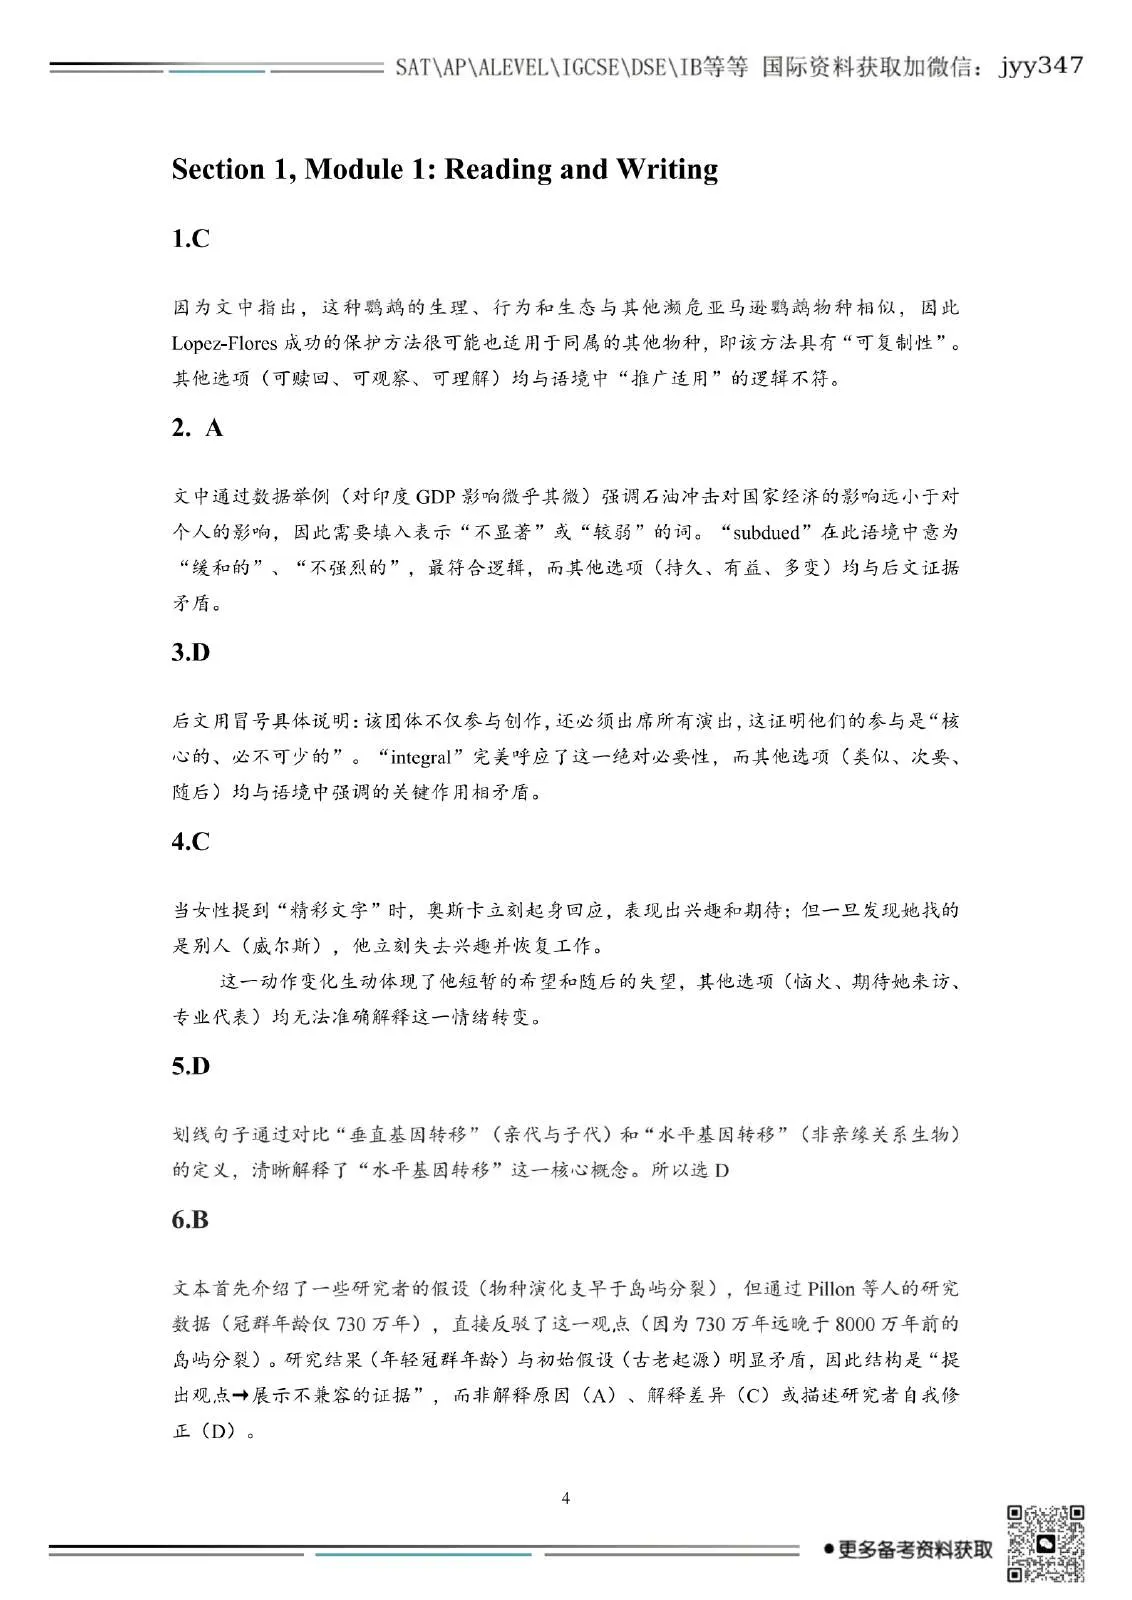 SAT\AP\ALEVEL\IGCSE\DSE\IB等等 国际资料获取加微信：jyy347
Section 1, Module 1: Reading and Writing
1.C
因为文中指出，这种鹦鹉的生理、行为和生态与其他濒危亚马逊鹦鹉物种相似，因此
Lopez-Flores 成功的保护方法很可能也适用于同属的其他物种，即该方法具有“可复制性”。
其他选项（可赎回、可观察、可理解）均与语境中“推广适用”的逻辑不符。
2. A
文中通过数据举例（对印度 GDP 影响微乎其微）强调石油冲击对国家经济的影响远小于对
个人的影响，因此需要填入表示“不显著”或“较弱”的词。“subdued”在此语境中意为
“缓和的”、“不强烈的”，最符合逻辑，而其他选项（持久、有益、多变）均与后文证据
矛盾。
3.D
后文用冒号具体说明：该团体不仅参与创作，还必须出席所有演出，这证明他们的参与是“核
心的、必不可少的”。“integral”完美呼应了这一绝对必要性，而其他选项（类似、次要、
随后）均与语境中强调的关键作用相矛盾。
4.C
当女性提到“精彩文字”时，奥斯卡立刻起身回应，表现出兴趣和期待；但一旦发现她找的
是别人（威尔斯），他立刻失去兴趣并恢复工作。
这一动作变化生动体现了他短暂的希望和随后的失望，其他选项（恼火、期待她来访、
专业代表）均无法准确解释这一情绪转变。
5.D
划线句子通过对比“垂直基因转移”（亲代与子代）和“水平基因转移”（非亲缘关系生物）
的定义，清晰解释了“水平基因转移”这一核心概念。所以选 D
6.B
文本首先介绍了一些研究者的假设（物种演化支早于岛屿分裂），但通过 Pillon 等人的研究
数据（冠群年龄仅 730 万年），直接反驳了这一观点（因为 730 万年远晚于 8000 万年前的
岛屿分裂）。研究结果（年轻冠群年龄）与初始假设（古老起源）明显矛盾，因此结构是“提
出观点➞展示不兼容的证据”，而非解释原因（A）、解释差异（C）或描述研究者自我修
正（D）。
4
●更多备考资料获取